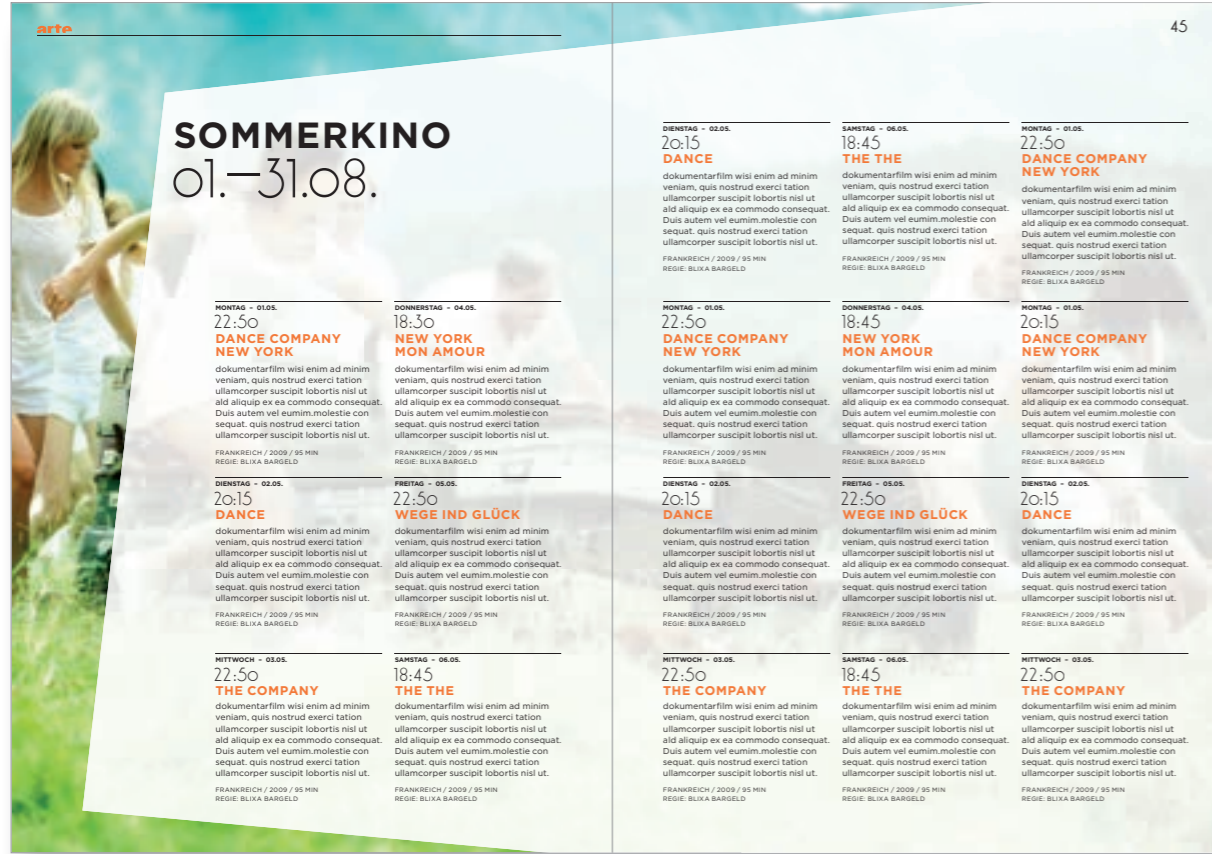 arte
SOMMERKINO
01.–31.08.
MONTAG – 01.05.
22:50
DANCE COMPANY
NEW YORK
dokumentarfilm wisi enim ad minim
veniam, quis nostrud exerci tation
ullamcorper suscipit lobortis nisl ut
ald aliquip ex ea commodo consequat.
Duis autem vel eumim.molestie con
sequat. quis nostrud exerci tation
ullamcorper suscipit lobortis nisl ut.
FRANKREICH / 2009 / 95 MIN
REGIE: BLIXA BARGELD
DONNERSTAG – 04.05.
18:30
NEW YORK
MON AMOUR
dokumentarfilm wisi enim ad minim
veniam, quis nostrud exerci tation
ullamcorper suscipit lobortis nisl ut
ald aliquip ex ea commodo consequat.
Duis autem vel eumim.molestie con
sequat. quis nostrud exerci tation
ullamcorper suscipit lobortis nisl ut.
FRANKREICH / 2009 / 95 MIN
REGIE: BLIXA BARGELD
DIENSTAG – 02.05.
20:15
DANCE
dokumentarfilm wisi enim ad minim
veniam, quis nostrud exerci tation
ullamcorper suscipit lobortis nisl ut
ald aliquip ex ea commodo consequat.
Duis autem vel eumim.molestie con
sequat. quis nostrud exerci tation
ullamcorper suscipit lobortis nisl ut.
FRANKREICH / 2009 / 95 MIN
REGIE: BLIXA BARGELD
FREITAG – 05.05.
22:50
WEGE IND GLÜCK
dokumentarfilm wisi enim ad minim
veniam, quis nostrud exerci tation
ullamcorper suscipit lobortis nisl ut
ald aliquip ex ea commodo consequat.
Duis autem vel eumim.molestie con
sequat. quis nostrud exerci tation
ullamcorper suscipit lobortis nisl ut.
FRANKREICH / 2009 / 95 MIN
REGIE: BLIXA BARGELD
MITTWOCH – 03.05.
22:50
THE COMPANY
dokumentarfilm wisi enim ad minim
veniam, quis nostrud exerci tation
ullamcorper suscipit lobortis nisl ut
ald aliquip ex ea commodo consequat.
Duis autem vel eumim.molestie con
sequat. quis nostrud exerci tation
ullamcorper suscipit lobortis nisl ut.
FRANKREICH / 2009 / 95 MIN
REGIE: BLIXA BARGELD
SAMSTAG – 06.05.
18:45
THE THE
dokumentarfilm wisi enim ad minim
veniam, quis nostrud exerci tation
ullamcorper suscipit lobortis nisl ut
ald aliquip ex ea commodo consequat.
Duis autem vel eumim.molestie con
sequat. quis nostrud exerci tation
ullamcorper suscipit lobortis nisl ut.
FRANKREICH / 2009 / 95 MIN
REGIE: BLIXA BARGELD
45
DIENSTAG – 02.05.
20:15
DANCE
dokumentarfilm wisi enim ad minim
veniam, quis nostrud exerci tation
ullamcorper suscipit lobortis nisl ut
ald aliquip ex ea commodo consequat.
Duis autem vel eumim.molestie con
sequat. quis nostrud exerci tation
ullamcorper suscipit lobortis nisl ut.
FRANKREICH / 2009 / 95 MIN
REGIE: BLIXA BARGELD
SAMSTAG – 06.05.
18:45
THE THE
dokumentarfilm wisi enim ad minim
veniam, quis nostrud exerci tation
ullamcorper suscipit lobortis nisl ut
ald aliquip ex ea commodo consequat.
Duis autem vel eumim.molestie con
sequat. quis nostrud exerci tation
ullamcorper suscipit lobortis nisl ut.
FRANKREICH / 2009 / 95 MIN
REGIE: BLIXA BARGELD
MONTAG – 01.05.
22:50
DANCE COMPANY
NEW YORK
dokumentarfilm wisi enim ad minim
veniam, quis nostrud exerci tation
ullamcorper suscipit lobortis nisl ut
ald aliquip ex ea commodo consequat.
Duis autem vel eumim.molestie con
sequat. quis nostrud exerci tation
ullamcorper suscipit lobortis nisl ut.
FRANKREICH / 2009 / 95 MIN
REGIE: BLIXA BARGELD
MONTAG – 01.05.
22:50
DANCE COMPANY
NEW YORK
dokumentarfilm wisi enim ad minim
veniam, quis nostrud exerci tation
ullamcorper suscipit lobortis nisl ut
ald aliquip ex ea commodo consequat.
Duis autem vel eumim.molestie con
sequat. quis nostrud exerci tation
ullamcorper suscipit lobortis nisl ut.
FRANKREICH / 2009 / 95 MIN
REGIE: BLIXA BARGELD
DONNERSTAG – 04.05.
18:45
NEW YORK
MON AMOUR
dokumentarfilm wisi enim ad minim
veniam, quis nostrud exerci tation
ullamcorper suscipit lobortis nisl ut
ald aliquip ex ea commodo consequat.
Duis autem vel eumim.molestie con
sequat. quis nostrud exerci tation
ullamcorper suscipit lobortis nisl ut.
FRANKREICH / 2009 / 95 MIN
REGIE: BLIXA BARGELD
MONTAG – 01.05.
20:15
DANCE COMPANY
NEW YORK
dokumentarfilm wisi enim ad minim
veniam, quis nostrud exerci tation
ullamcorper suscipit lobortis nisl ut
ald aliquip ex ea commodo consequat.
Duis autem vel eumim.molestie con
sequat. quis nostrud exerci tation
ullamcorper suscipit lobortis nisl ut.
FRANKREICH / 2009 / 95 MIN
REGIE: BLIXA BARGELD
DIENSTAG – 02.05.
20:15
DANCE
dokumentarfilm wisi enim ad minim
veniam, quis nostrud exerci tation
ullamcorper suscipit lobortis nisl ut
ald aliquip ex ea commodo consequat.
Duis autem vel eumim.molestie con
sequat. quis nostrud exerci tation
ullamcorper suscipit lobortis nisl ut.
FRANKREICH / 2009 / 95 MIN
REGIE: BLIXA BARGELD
FREITAG – 05.05.
22:50
WEGE IND GLÜCK
dokumentarfilm wisi enim ad minim
veniam, quis nostrud exerci tation
ullamcorper suscipit lobortis nisl ut
ald aliquip ex ea commodo consequat.
Duis autem vel eumim.molestie con
sequat. quis nostrud exerci tation
ullamcorper suscipit lobortis nisl ut.
FRANKREICH / 2009 / 95 MIN
REGIE: BLIXA BARGELD
DIENSTAG – 02.05.
20:15
DANCE
dokumentarfilm wisi enim ad minim
veniam, quis nostrud exerci tation
ullamcorper suscipit lobortis nisl ut
ald aliquip ex ea commodo consequat.
Duis autem vel eumim.molestie con
sequat. quis nostrud exerci tation
ullamcorper suscipit lobortis nisl ut.
FRANKREICH / 2009 / 95 MIN
REGIE: BLIXA BARGELD
MITTWOCH – 03.05.
22:50
THE COMPANY
dokumentarfilm wisi enim ad minim
veniam, quis nostrud exerci tation
ullamcorper suscipit lobortis nisl ut
ald aliquip ex ea commodo consequat.
Duis autem vel eumim.molestie con
sequat. quis nostrud exerci tation
ullamcorper suscipit lobortis nisl ut.
FRANKREICH / 2009 / 95 MIN
REGIE: BLIXA BARGELD
SAMSTAG – 06.05.
18:45
THE THE
dokumentarfilm wisi enim ad minim
veniam, quis nostrud exerci tation
ullamcorper suscipit lobortis nisl ut
ald aliquip ex ea commodo consequat.
Duis autem vel eumim.molestie con
sequat. quis nostrud exerci tation
ullamcorper suscipit lobortis nisl ut.
FRANKREICH / 2009 / 95 MIN
REGIE: BLIXA BARGELD
MITTWOCH – 03.05.
22:50
THE COMPANY
dokumentarfilm wisi enim ad minim
veniam, quis nostrud exerci tation
ullamcorper suscipit lobortis nisl ut
ald aliquip ex ea commodo consequat.
Duis autem vel eumim.molestie con
sequat. quis nostrud exerci tation
ullamcorper suscipit lobortis nisl ut.
FRANKREICH / 2009 / 95 MIN
REGIE: BLIXA BARGELD